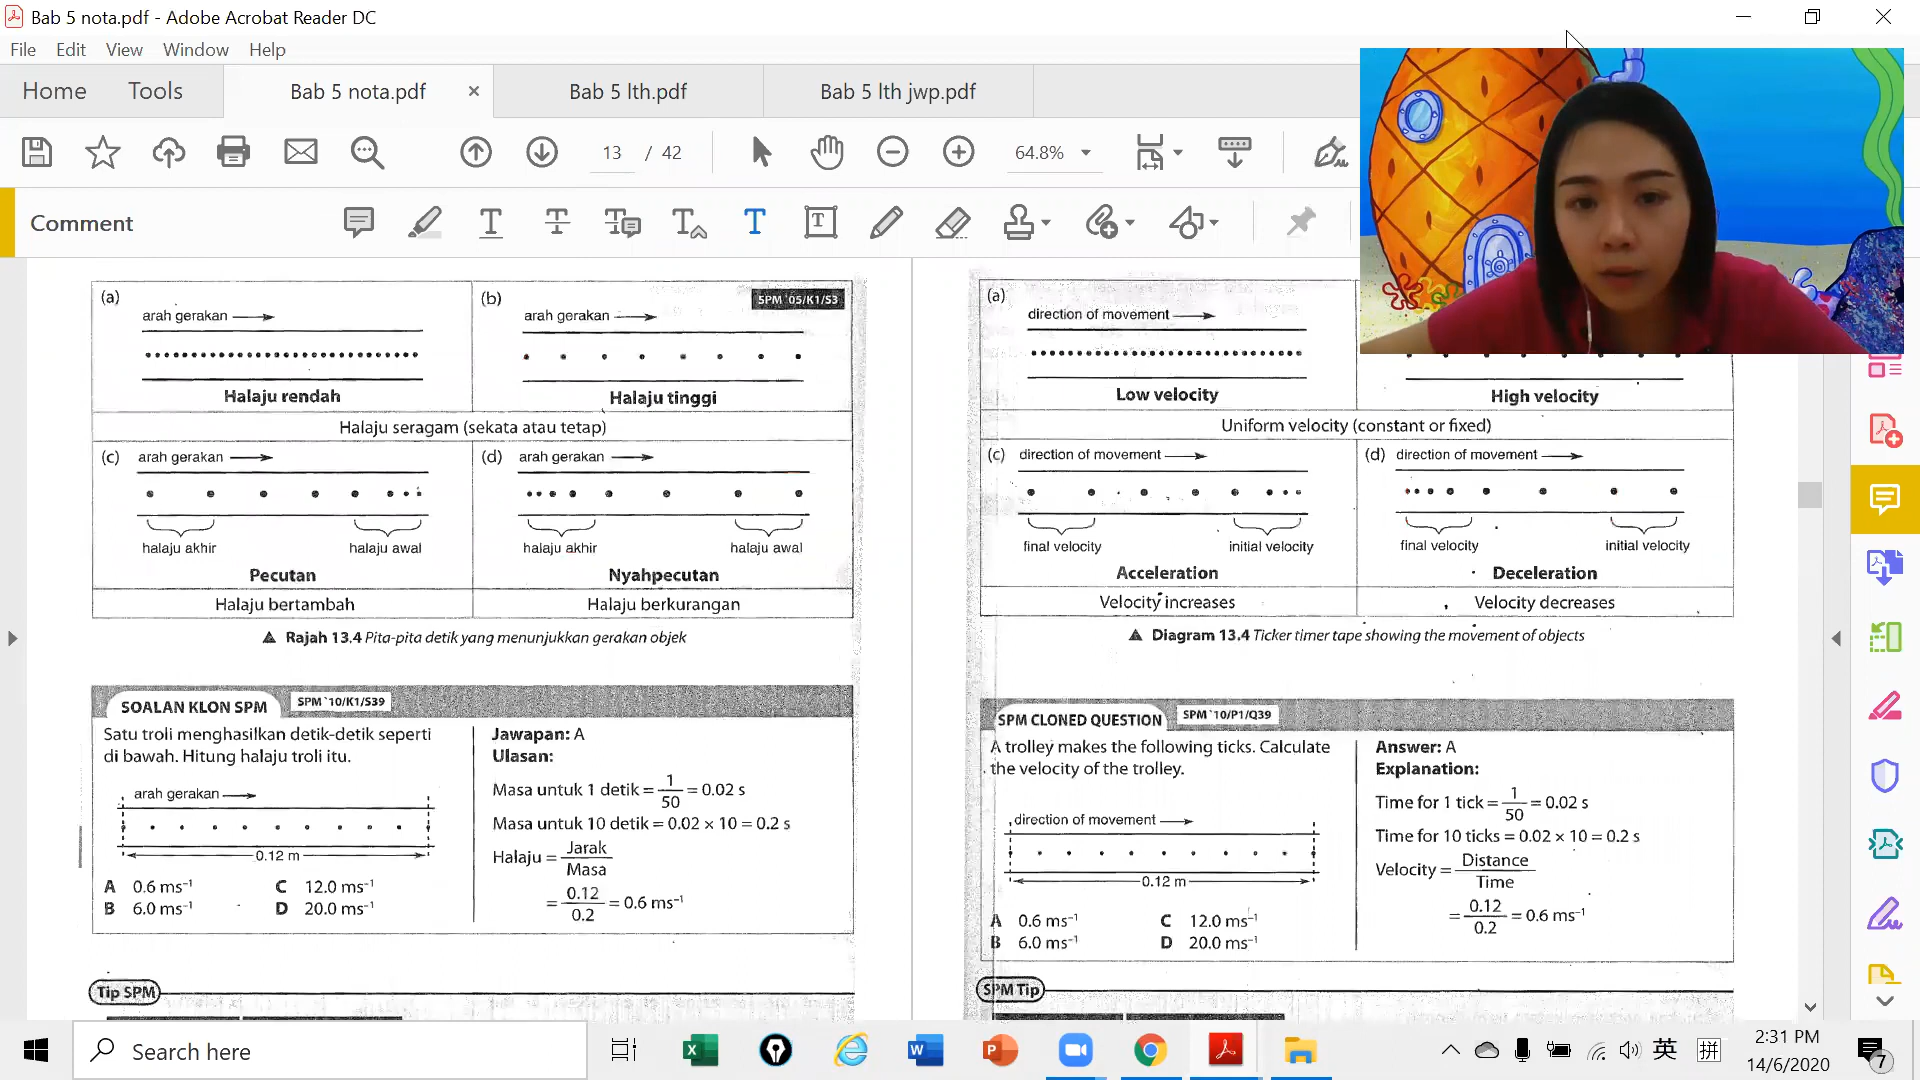 Bab 5 nota.pdf - Adobe Acrobat Reader DC
File Edit View Window Help
Home Tools Bab 5 nota.pdf × Bab 5 lth.pdf Bab 5 lth jwp.pdf
13 / 42 64.8%
Comment
(a)
arah gerakan
Halaju rendah
(b) SPM '05/K1/S3
arah gerakan
Halaju tinggi
Halaju seragam (sekata atau tetap)
(c) arah gerakan
halaju akhir halaju awal
Pecutan
Halaju bertambah
(d) arah gerakan
halaju akhir halaju awal
Nyahpecutan
Halaju berkurangan
Rajah 13.4 Pita-pita detik yang menunjukkan gerakan objek
SOALAN KLON SPM SPM '10/K1/S39
Satu troli menghasilkan detik-detik seperti
di bawah. Hitung halaju troli itu.
arah gerakan
0.12 m
A 0.6 ms⁻¹ C 12.0 ms⁻¹
B 6.0 ms⁻¹ D 20.0 ms⁻¹
Jawapan: A
Ulasan:
Masa untuk 1 detik = 1/50 = 0.02 s
Masa untuk 10 detik = 0.02 × 10 = 0.2 s
Halaju = Jarak/Masa
= 0.12/0.2 = 0.6 ms⁻¹
Tip SPM
(a)
direction of movement
Low velocity
High velocity
Uniform velocity (constant or fixed)
(c) direction of movement
final velocity initial velocity
Acceleration
Velocity increases
(d) direction of movement
final velocity initial velocity
Deceleration
Velocity decreases
Diagram 13.4 Ticker timer tape showing the movement of objects
SPM CLONED QUESTION SPM '10/P1/Q39
A trolley makes the following ticks. Calculate
the velocity of the trolley.
direction of movement
0.12 m
A 0.6 ms⁻¹ C 12.0 ms⁻¹
B 6.0 ms⁻¹ D 20.0 ms⁻¹
Answer: A
Explanation:
Time for 1 tick = 1/50 = 0.02 s
Time for 10 ticks = 0.02 × 10 = 0.2 s
Velocity = Distance/Time
= 0.12/0.2 = 0.6 ms⁻¹
SPM Tip
Search here
英 拼
2:31 PM
14/6/2020
7